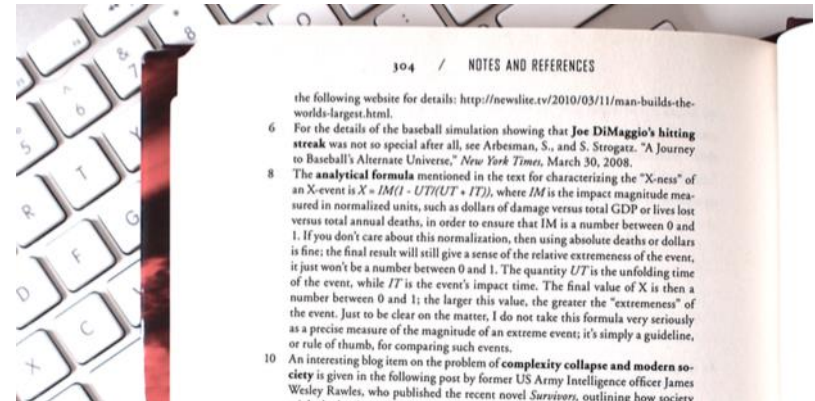 304 / NOTES AND REFERENCES
the following website for details: http://newslite.tv/2010/03/11/man-builds-the-
worlds-largest.html.
6 For the details of the baseball simulation showing that Joe DiMaggio's hitting
streak was not so special after all, see Arbesman, S., and S. Strogatz. "A Journey
to Baseball's Alternate Universe," New York Times, March 30, 2008.
8 The analytical formula mentioned in the text for characterizing the "X-ness" of
an X-event is X = IM(1 - UT/(UT + IT)), where IM is the impact magnitude mea-
sured in normalized units, such as dollars of damage versus total GDP or lives lost
versus total annual deaths, in order to ensure that IM is a number between 0 and
1. If you don't care about this normalization, then using absolute deaths or dollars
is fine; the final result will still give a sense of the relative extremeness of the event,
it just won't be a number between 0 and 1. The quantity UT is the unfolding time
of the event, while IT is the event's impact time. The final value of X is then a
number between 0 and 1; the larger this value, the greater the "extremeness" of
the event. Just to be clear on the matter, I do not take this formula very seriously
as a precise measure of the magnitude of an extreme event; it's simply a guideline,
or rule of thumb, for comparing such events.
10 An interesting blog item on the problem of complexity collapse and modern so-
ciety is given in the following post by former US Army Intelligence officer James
Wesley Rawles, who published the recent novel Survivors, outlining how society
& 7
8
^ 6
5
R
T
Y
D
F
G
X
C